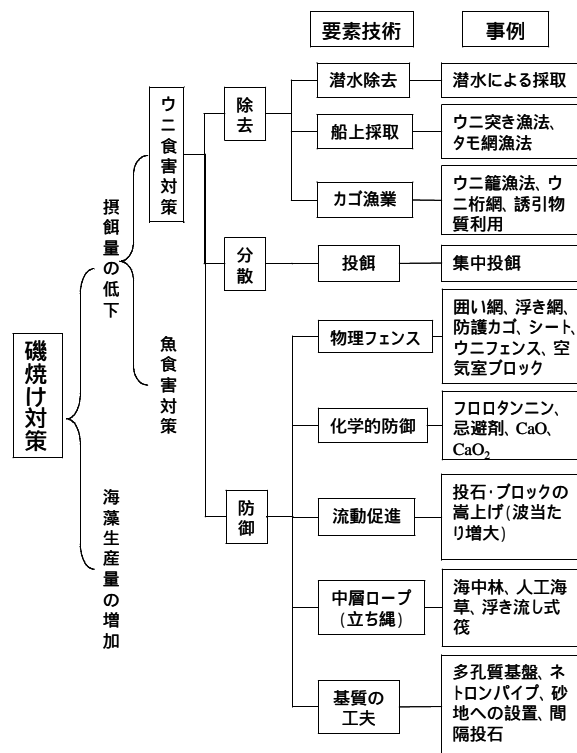 要素技術
事例
磯焼け対策
摂餌量の低下
海藻生産量の増加
ウニ食害対策
魚食害対策
除去
潜水除去
潜水による採取
船上採取
ウニ突き漁法、
タモ網漁法
カゴ漁業
ウニ籠漁法、ウ
ニ桁網、誘引物
質利用
分散
投餌
集中投餌
防御
物理フェンス
囲い網、浮き網、
防護カゴ、シート、
ウニフェンス、空
気室ブロック
化学的防御
フロロタンニン、
忌避剤、CaO、
CaO₂
流動促進
投石・ブロックの
嵩上げ(波当た
り増大)
中層ロープ
(立ち縄)
海中林、人工海
草、浮き流し式
筏
基質の
工夫
多孔質基盤、ネ
トロンパイプ、砂
地への設置、間
隔投石